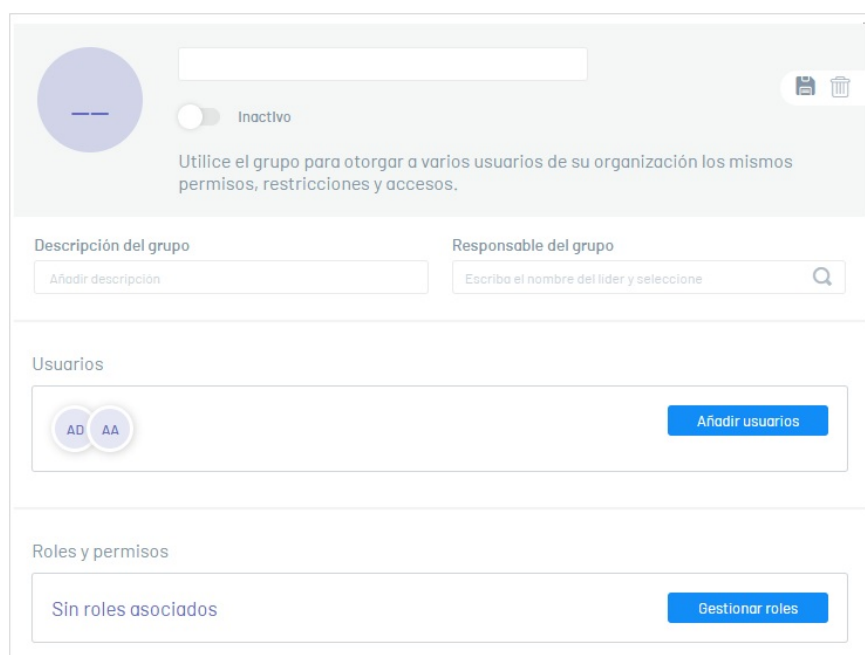 __
Inactivo
Utilice el grupo para otorgar a varios usuarios de su organización los mismos
permisos, restricciones y accesos.
Descripción del grupo
Responsable del grupo
Añadir descripción
Escriba el nombre del líder y seleccione
Usuarios
AD
AA
Añadir usuarios
Roles y permisos
Sin roles asociados
Gestionar roles